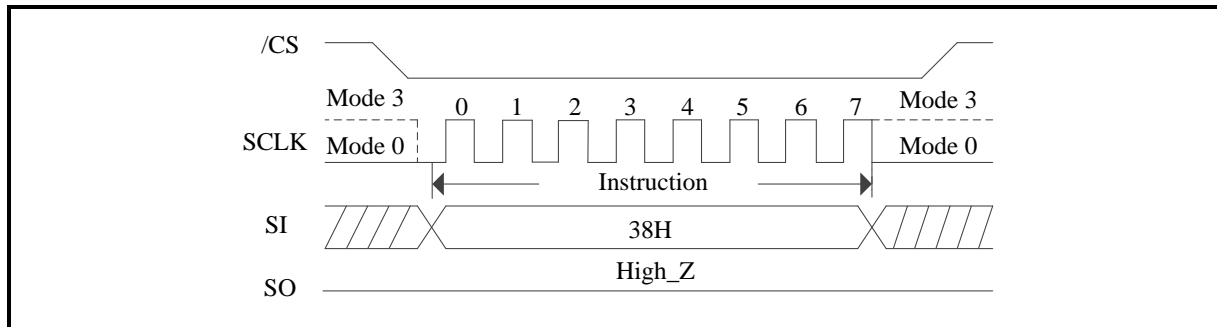 /CS
Mode 3 0 1 2 3 4 5 6 7 Mode 3
SCLK Mode 0 Mode 0
Instruction
SI 38H
High_Z
SO